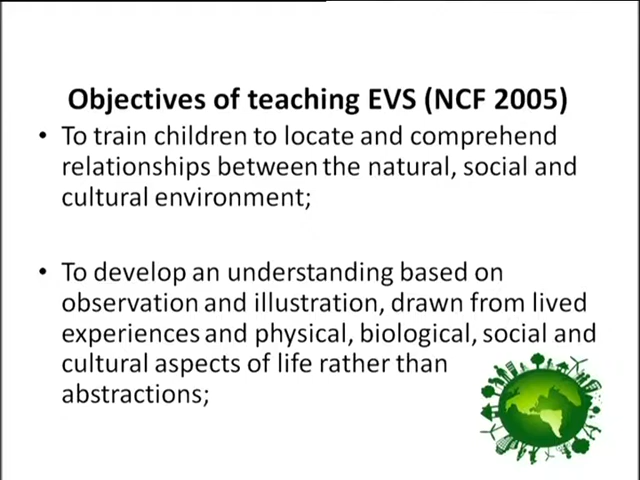 Objectives of teaching EVS (NCF 2005)
• To train children to locate and comprehend
relationships between the natural, social and
cultural environment;
• To develop an understanding based on
observation and illustration, drawn from lived
experiences and physical, biological, social and
cultural aspects of life rather than
abstractions;